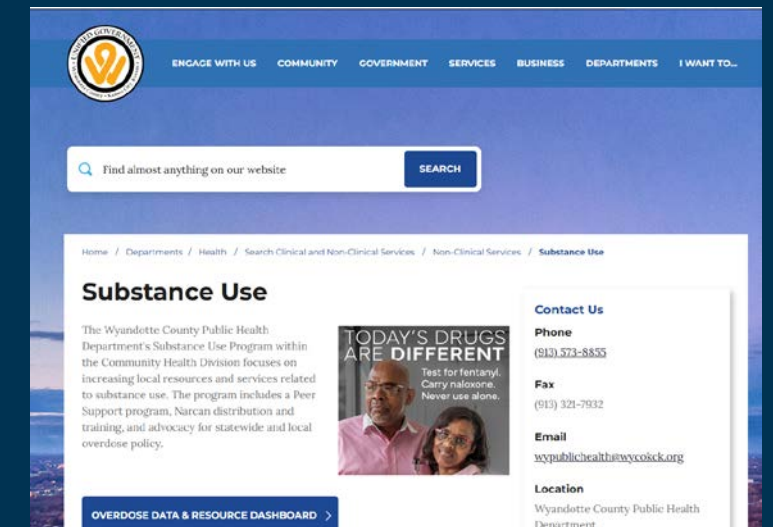 UNIFIED GOVERNMENT
ENGAGE WITH US COMMUNITY GOVERNMENT SERVICES BUSINESS DEPARTMENTS I WANT TO...
Find almost anything on our website
SEARCH
Home / Departments / Health / Search Clinical and Non-Clinical Services / Non-Clinical Services / Substance Use
Substance Use
The Wyandotte County Public Health
Department's Substance Use Program within
the Community Health Division focuses on
increasing local resources and services related
to substance use. The program includes a Peer
Support program, Narcan distribution and
training, and advocacy for statewide and local
overdose policy.
TODAY'S DRUGS
ARE DIFFERENT
Test for fentanyl.
Carry naloxone.
Never use alone.
OVERDOSE DATA & RESOURCE DASHBOARD
Contact Us
Phone
(913) 573-8855
Fax
(913) 321-7932
Email
wypublichealth@wycokck.org
Location
Wyandotte County Public Health
Department